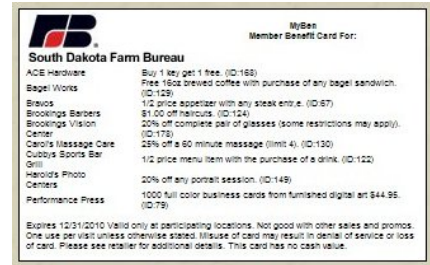 FB
MyBen
Member Benefit Card For:
South Dakota Farm Bureau
ACE Hardware Buy 1 key get 1 free. (ID:168)
Bagel Works Free 16oz brewed coffee with purchase of any bagel sandwich. (ID:129)
Bravos 1/2 price appetizer with any steak entr,e. (ID:67)
Brookings Barbers $1.00 off haircuts. (ID:124)
Brookings Vision Center 20% off complete pair of glasses (some restrictions may apply). (ID:178)
Carol's Massage Care 25% off a 60 minute massage (limit 4). (ID:130)
Cubbys Sports Bar Grill 1/2 price menu item with the purchase of a drink. (ID:122)
Harold's Photo Centers 20% off any portrait session. (ID:149)
Performance Press 1000 full color business cards from furnished digital art $44.95. (ID:79)
Expires 12/31/2010 Valid only at participating locations. Not good with other sales and promos.
One use per visit unless otherwise stated. Misuse of card may result in denial of service or loss
of card. Please see retailer for additional details. This card has no cash value.